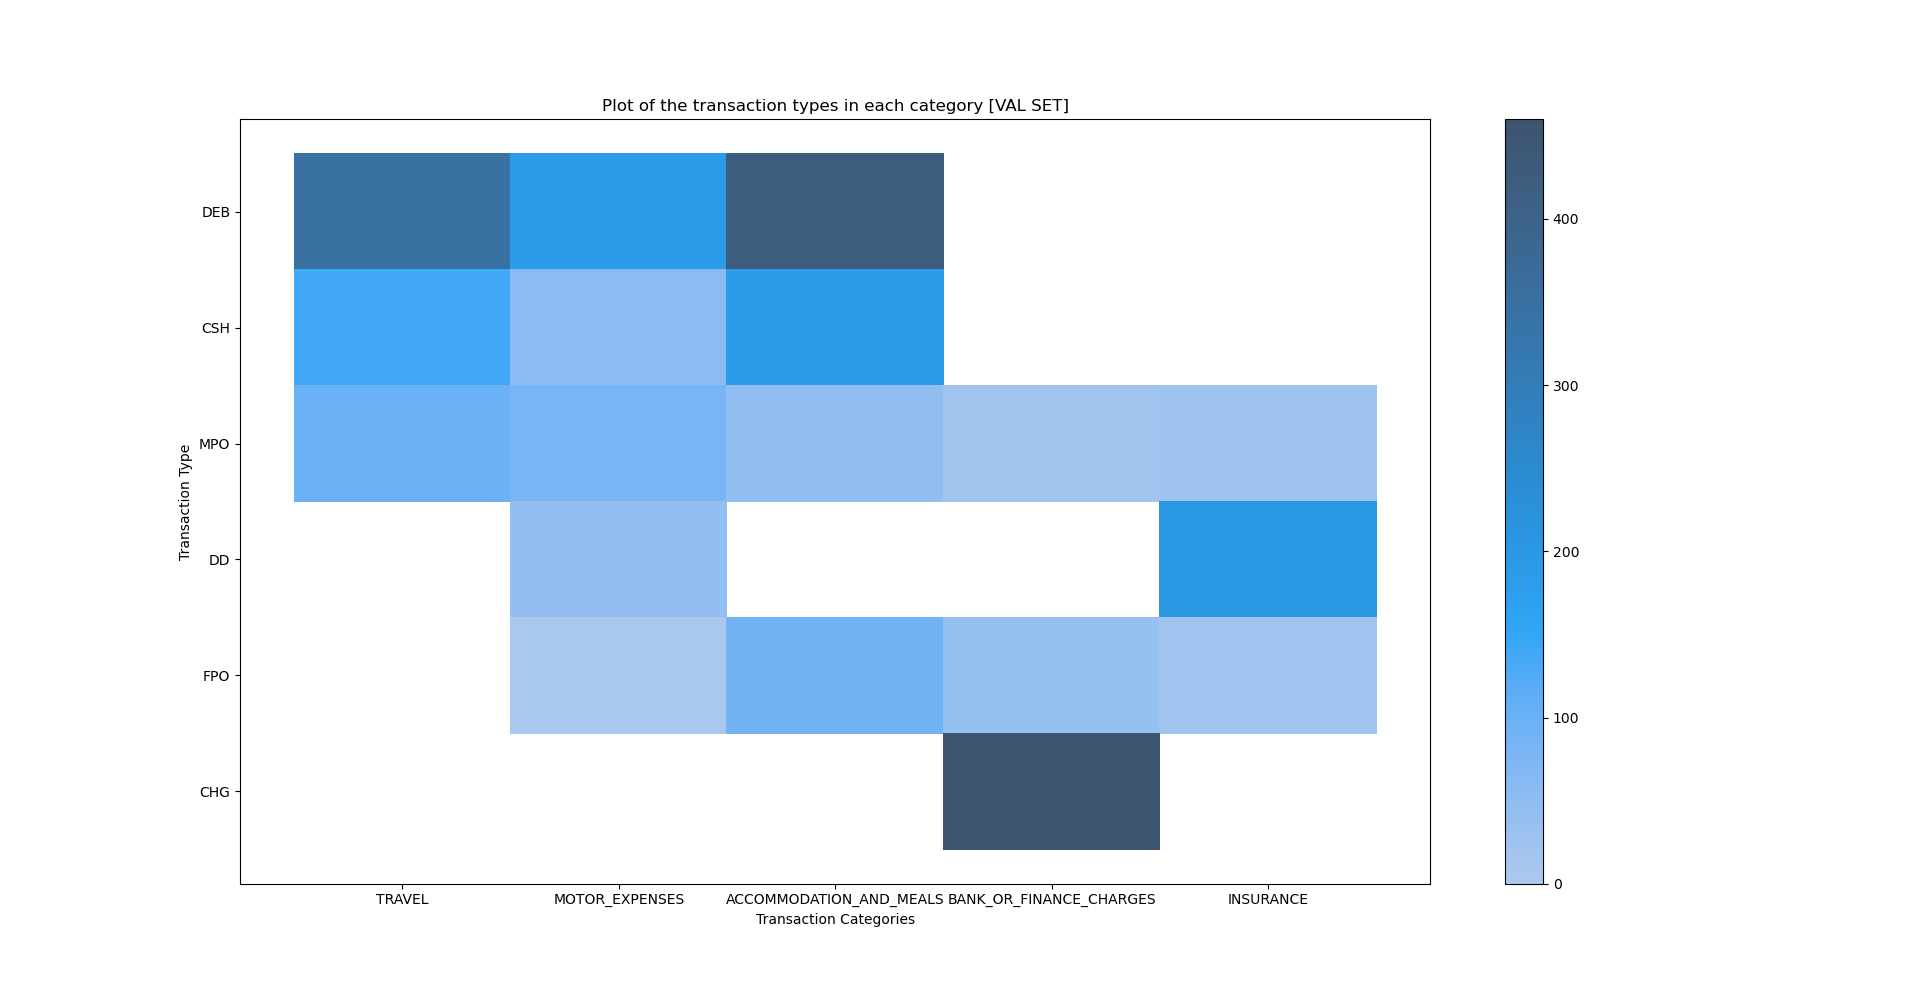 Plot of the transaction types in each category [VAL SET]
Transaction Type
DEB
CSH
MPO
DD
FPO
CHG
TRAVEL
MOTOR_EXPENSES
ACCOMMODATION_AND_MEALS
BANK_OR_FINANCE_CHARGES
INSURANCE
Transaction Categories
400
300
200
100
0